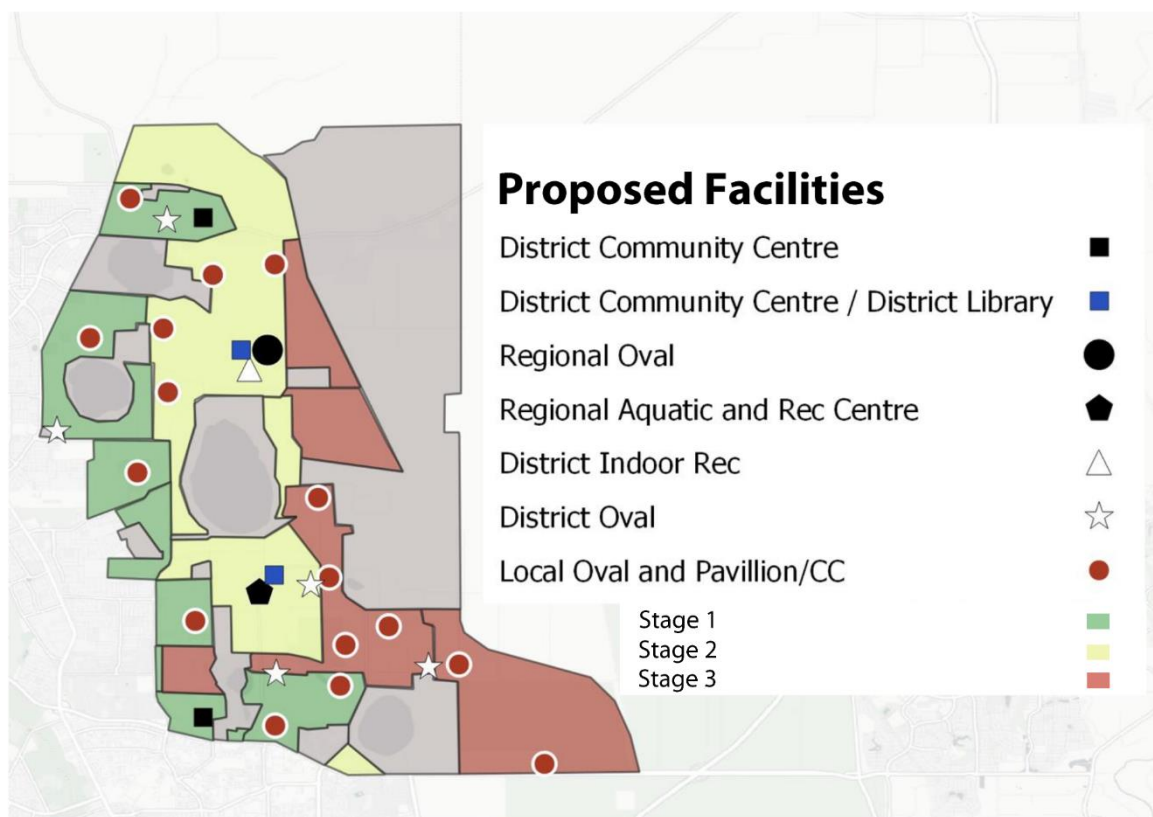 Proposed Facilities
District Community Centre
District Community Centre / District Library
Regional Oval
Regional Aquatic and Rec Centre
District Indoor Rec
District Oval
Local Oval and Pavillion/CC
Stage 1
Stage 2
Stage 3